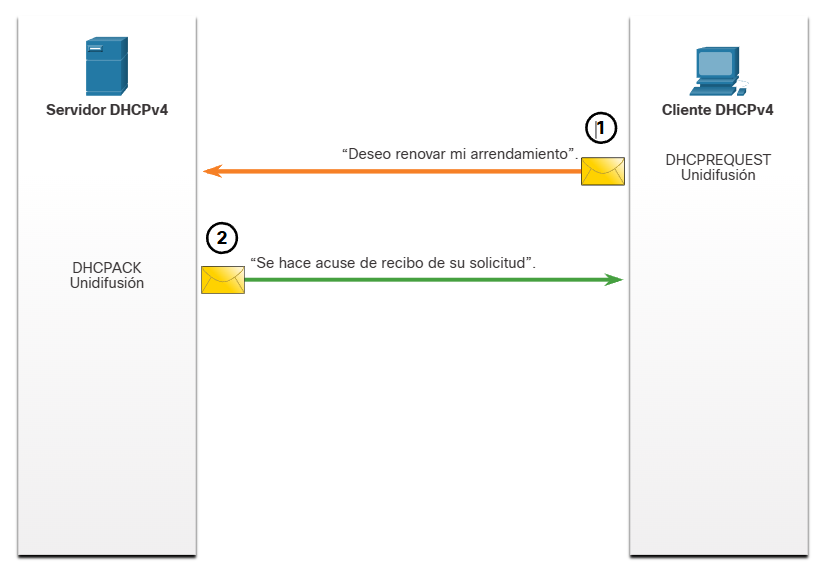 Servidor DHCPv4
Cliente DHCPv4
1
“Deseo renovar mi arrendamiento”.
DHCPREQUEST
Unidifusión
2
“Se hace acuse de recibo de su solicitud”.
DHCPACK
Unidifusión